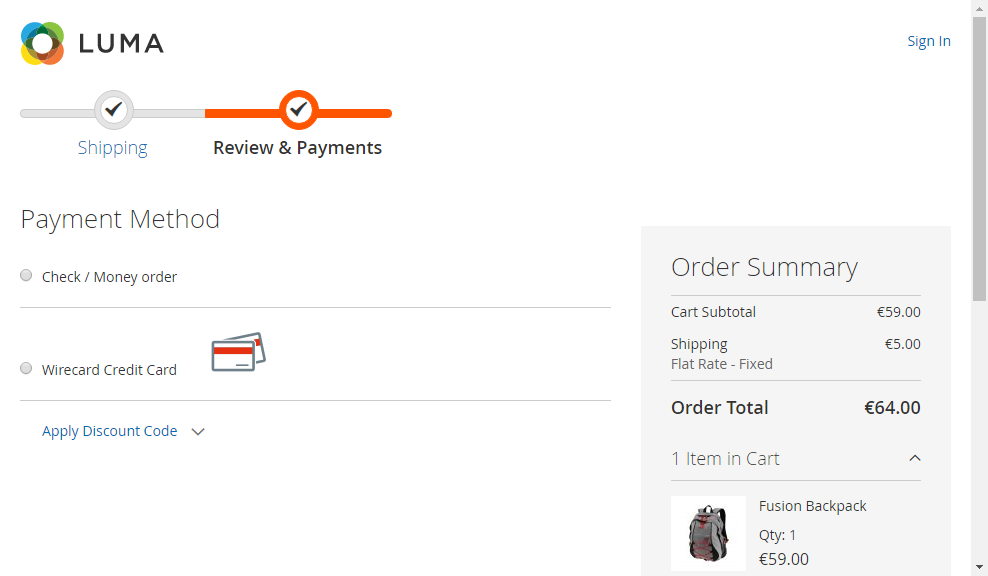 LUMA
Sign In
Shipping
Review & Payments
Payment Method
Check / Money order
Wirecard Credit Card
Apply Discount Code
Order Summary
Cart Subtotal €59.00
Shipping €5.00
Flat Rate - Fixed
Order Total €64.00
1 Item in Cart
Fusion Backpack
Qty: 1
€59.00